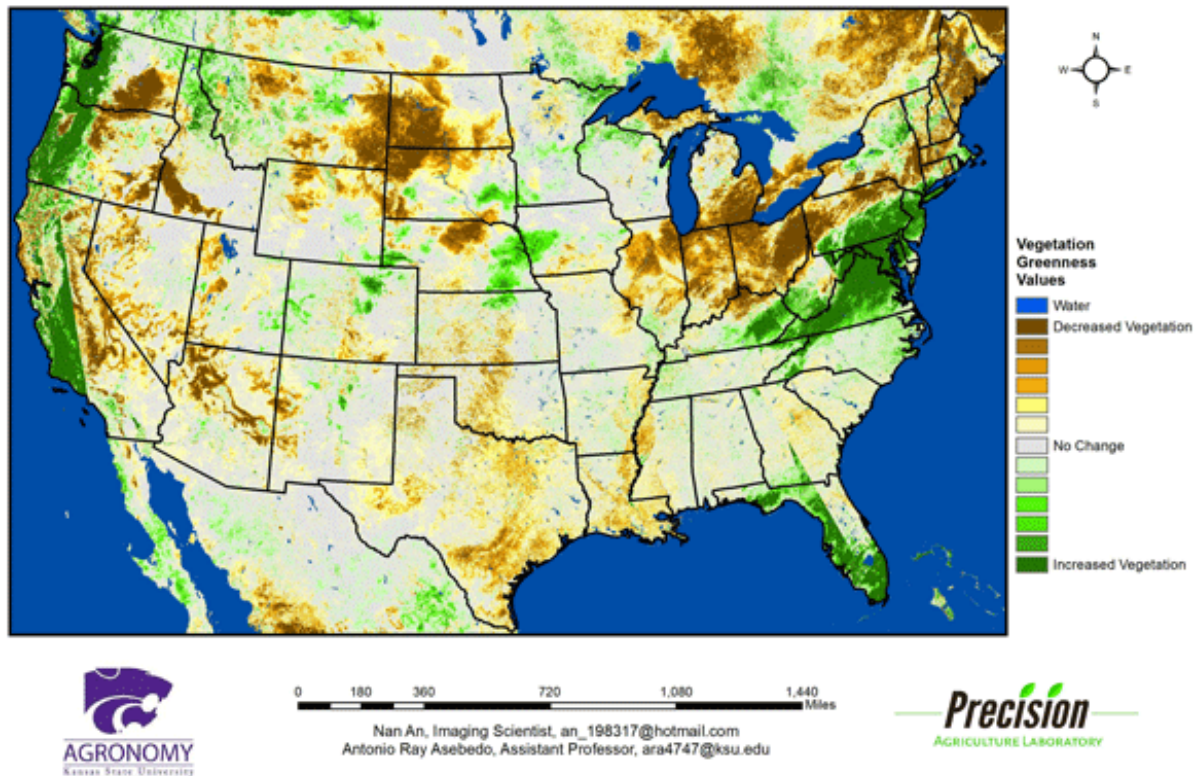 N
W E
S
Vegetation
Greenness
Values
Water
Decreased Vegetation
No Change
Increased Vegetation
0 180 360 720 1,080 1,440
Miles
Nan An, Imaging Scientist, an_198317@hotmail.com
Antonio Ray Asebedo, Assistant Professor, ara4747@ksu.edu
AGRONOMY
Kansas State University
Precision
AGRICULTURE LABORATORY